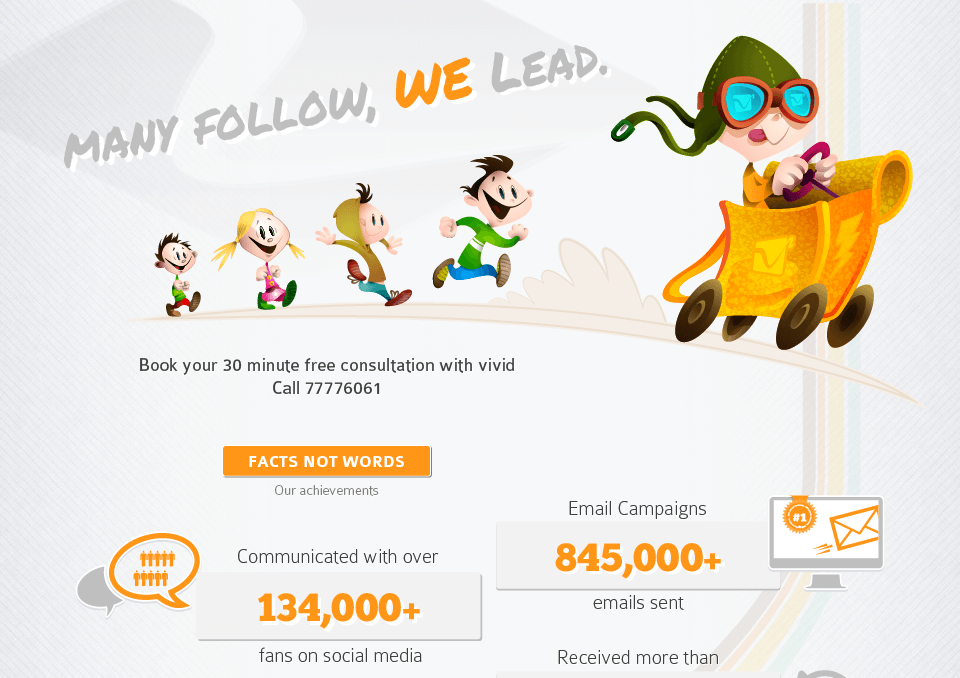 MANY FOLLOW, WE LEAD.
Book your 30 minute free consultation with vivid
Call 77776061
FACTS NOT WORDS
Our achievements
Communicated with over
134,000+
fans on social media
Email Campaigns
#1
845,000+
emails sent
Received more than